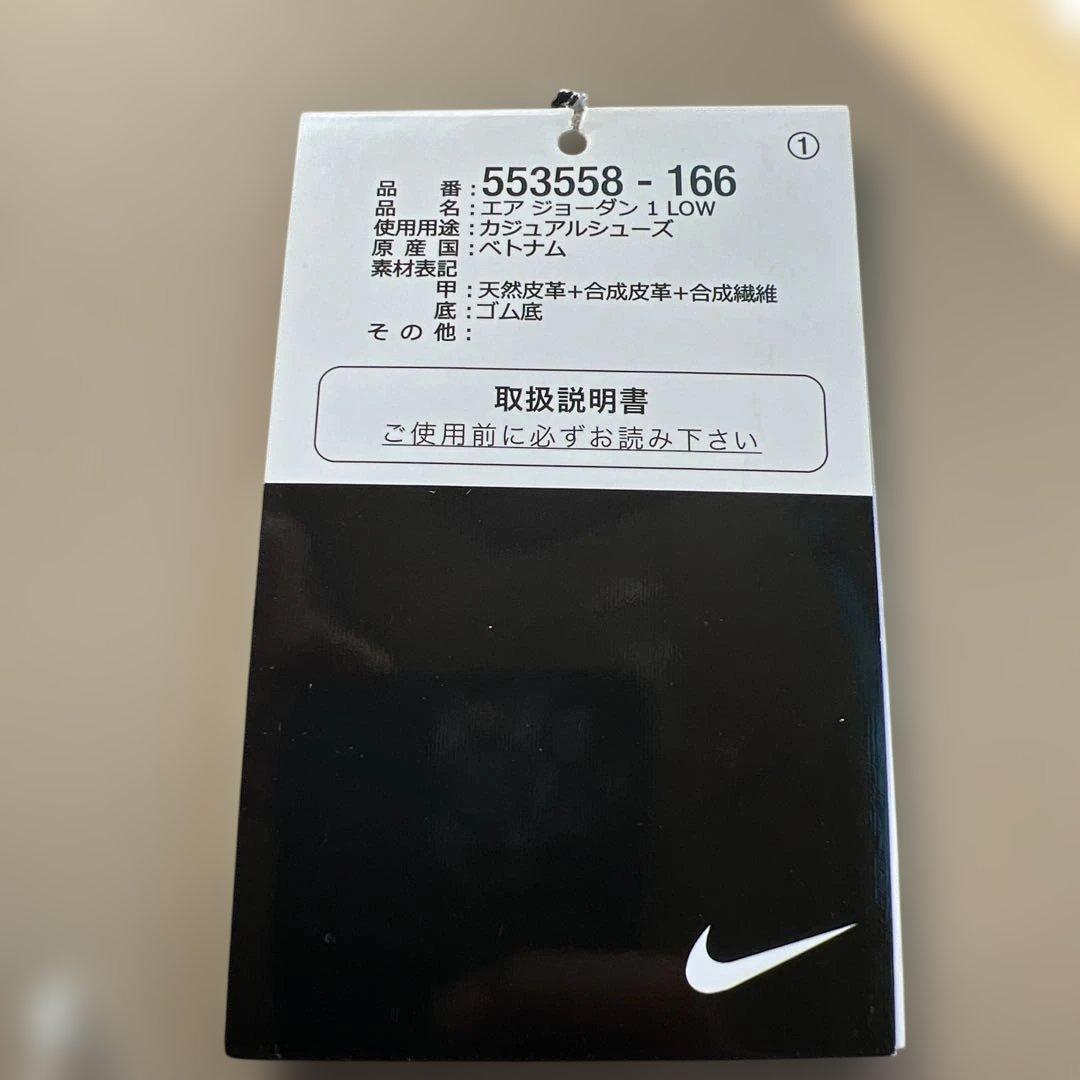 ①
品番:553558 - 166
品名:エア ジョーダン 1 LOW
使用用途:カジュアルシューズ
原産国:ベトナム
素材表記
甲:天然皮革+合成皮革+合成繊維
底:ゴム底
その他:
取扱説明書
ご使用前に必ずお読み下さい